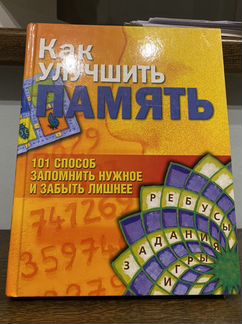 Как
УЛУЧШИТЬ
ПАМЯТЬ
101 СПОСОБ
ЗАПОМНИТЬ НУЖНОЕ
И ЗАБЫТЬ ЛИШНЕЕ
РЕБУСЫ
ЗАДАНИЯ
ИГРЫ